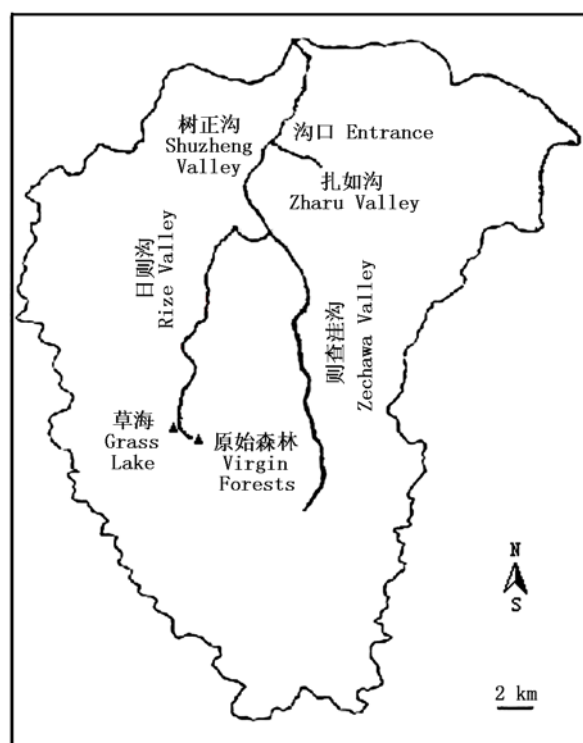 树正沟
Shuzheng
Valley
沟口 Entrance
扎如沟
Zharu Valley
日则沟
Rize Valley
则查洼沟
Zechawa Valley
草海
Grass
Lake
原始森林
Virgin
Forests
N
S
2 km